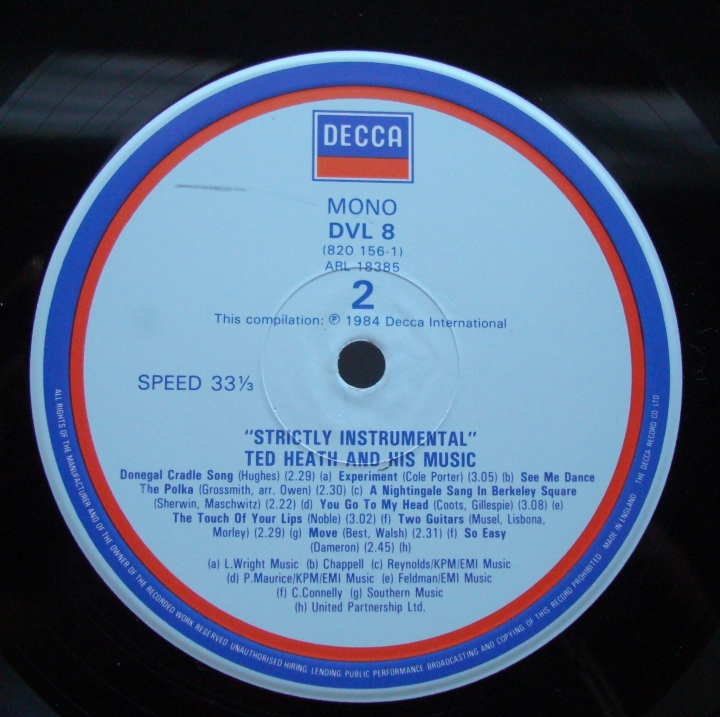 DECCA
MONO
DVL 8
(820 156-1)
ARL 18385
2
This compilation: ℗ 1984 Decca International
SPEED 33⅓
"STRICTLY INSTRUMENTAL"
TED HEATH AND HIS MUSIC
Donegal Cradle Song (Hughes) (2.29) (a) Experiment (Cole Porter) (3.05) (b) See Me Dance
The Polka (Grossmith, arr. Owen) (2.30) (c) A Nightingale Sang In Berkeley Square
(Sherwin, Maschwitz) (2.22) (d) You Go To My Head (Coots, Gillespie) (3.08) (e)
The Touch Of Your Lips (Noble) (3.02) (f) Two Guitars (Musel, Lisbona,
Morley) (2.29) (g) Move (Best, Walsh) (2.31) (f) So Easy
(Dameron) (2.45) (h)
(a) L.Wright Music (b) Chappell (c) Reynolds/KPM/EMI Music
(d) P.Maurice/KPM/EMI Music (e) Feldman/EMI Music
(f) C.Connelly (g) Southern Music
(h) United Partnership Ltd.
ALL RIGHTS OF THE MANUFACTURER AND OF THE OWNER OF THE RECORDED WORK RESERVED UNAUTHORISED HIRING, LENDING, PUBLIC PERFORMANCE BROADCASTING AND COPYING OF THIS RECORD PROHIBITED MADE IN ENGLAND THE DECCA RECORD CO LTD